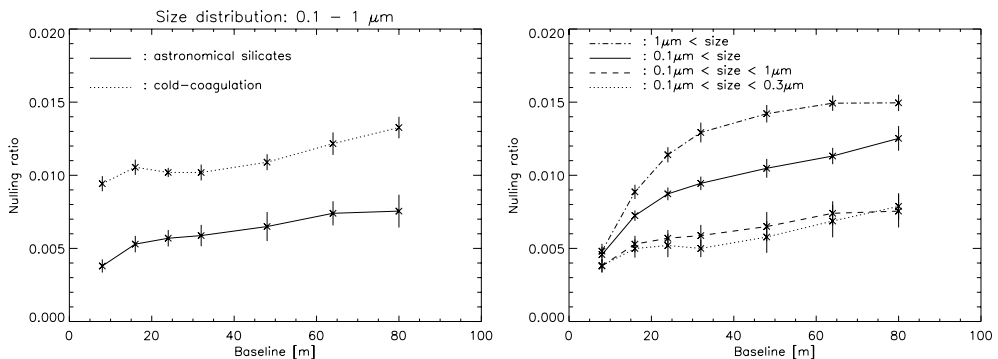 Size distribution: 0.1 − 1 μm
0.020
0.015
0.010
0.005
0.000
Nulling ratio
: astronomical silicates
: cold−coagulation
0
20
40
60
80
100
Baseline [m]
0.020
0.015
0.010
0.005
0.000
Nulling ratio
: 1μm < size
: 0.1μm < size
: 0.1μm < size < 1μm
: 0.1μm < size < 0.3μm
0
20
40
60
80
100
Baseline [m]